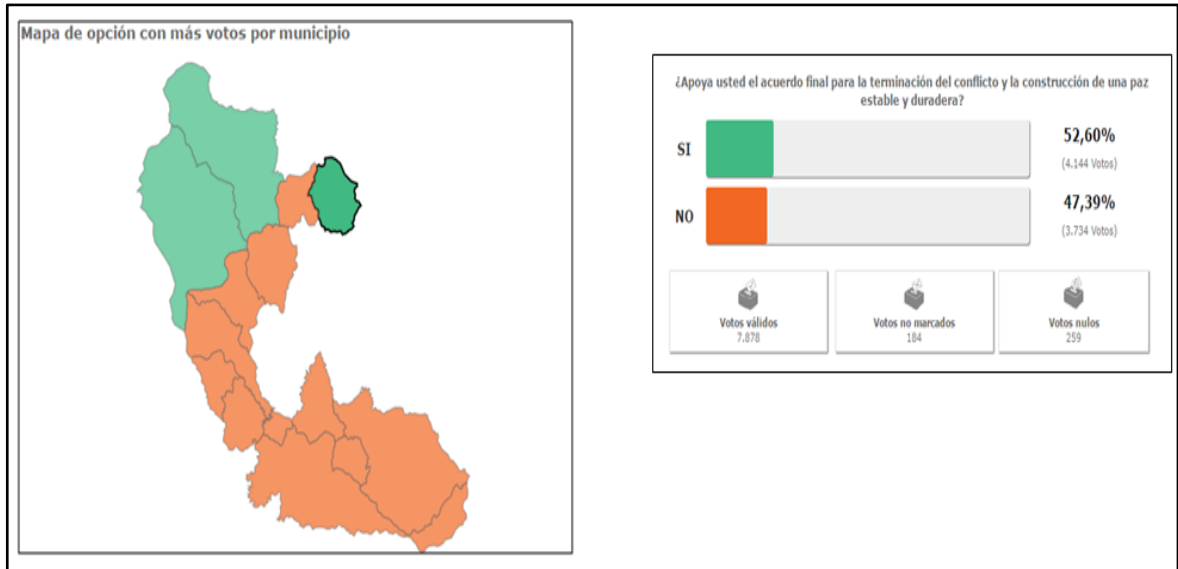 Mapa de opción con más votos por municipio
¿Apoya usted el acuerdo final para la terminación del conflicto y la construcción de una paz
estable y duradera?
SI
52,60%
(4.144 Votos)
NO
47,39%
(3.734 Votos)
Votos válidos
7.878
Votos no marcados
184
Votos nulos
259